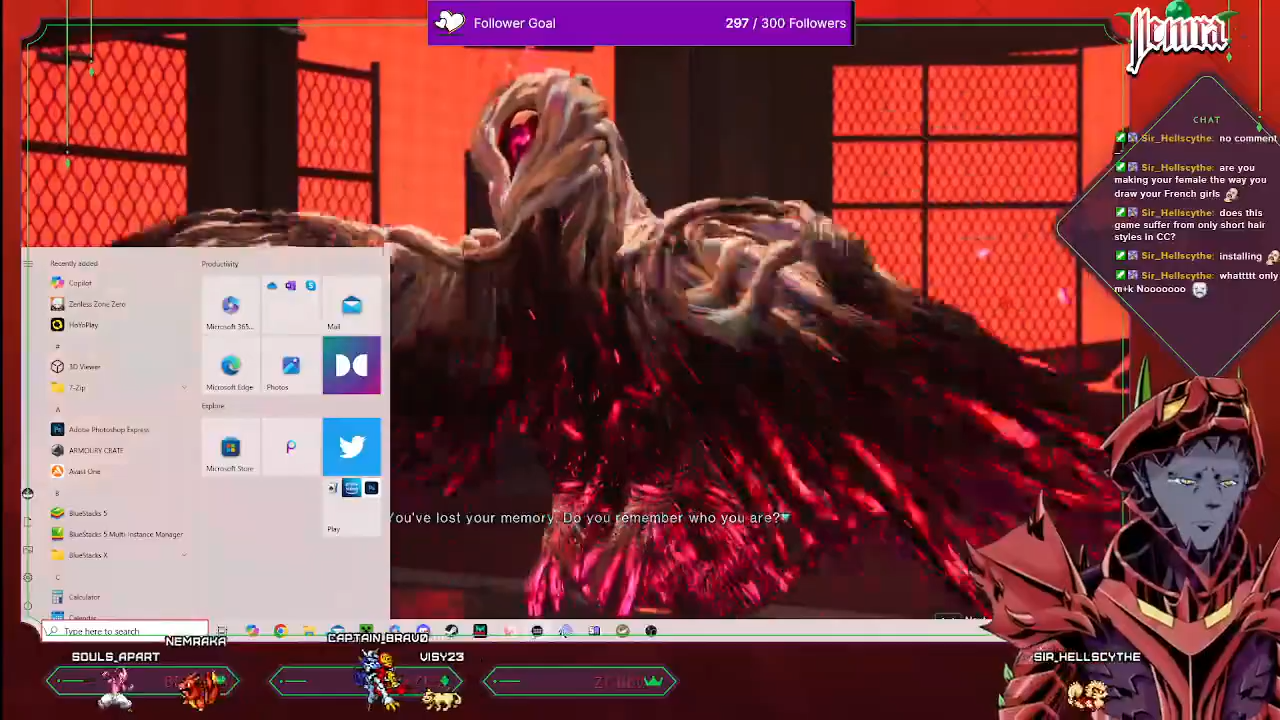 Follower Goal
297 / 300 Followers
Nemra
CHAT
Sir_Hellscythe: no comment
Sir_Hellscythe: are you
making your female the way you
draw your French girls
Sir_Hellscythe: does this
game suffer from only short hair
styles in CC?
Sir_Hellscythe: installing
Sir_Hellscythe: whattttt only
m+k Nooooooo
Recently added
Copilot
Zenless Zone Zero
HoYoPlay
#
3D Viewer
7-Zip
A
Adobe Photoshop Express
ARMOURY CRATE
Avast One
B
BlueStacks 5
BlueStacks 5 Multi-Instance Manager
BlueStacks X
C
Calculator
Calendar
Productivity
Microsoft 365...
Mail
Microsoft Edge
Photos
Explore
Microsoft Store
Play
You've lost your memory. Do you remember who you are?
Type here to search
NEMRAKA
CAPTAIN_BRAV0
SOULS_APART
VISY23
SIR_HELLSCYTHE